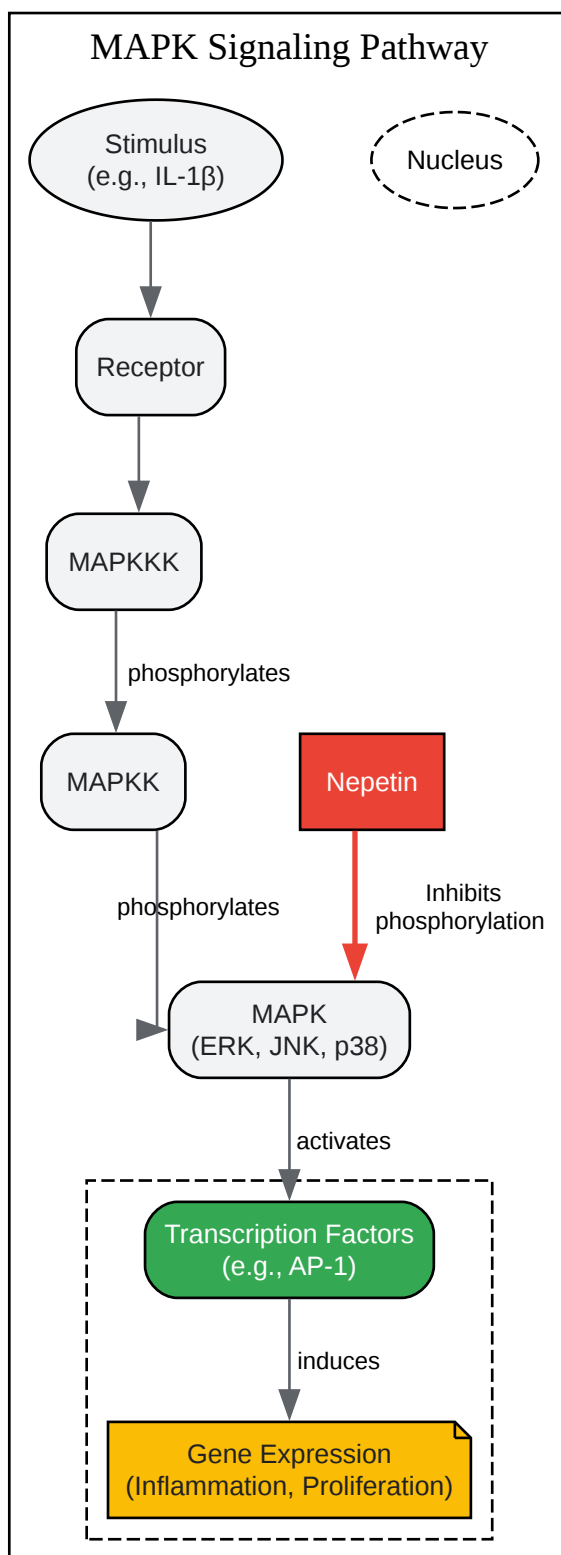 MAPK Signaling Pathway
Stimulus
(e.g., IL-1β)
Nucleus
Receptor
MAPKKK
phosphorylates
MAPKK
Nepetin
phosphorylates
Inhibits
phosphorylation
MAPK
(ERK, JNK, p38)
activates
Transcription Factors
(e.g., AP-1)
induces
Gene Expression
(Inflammation, Proliferation)